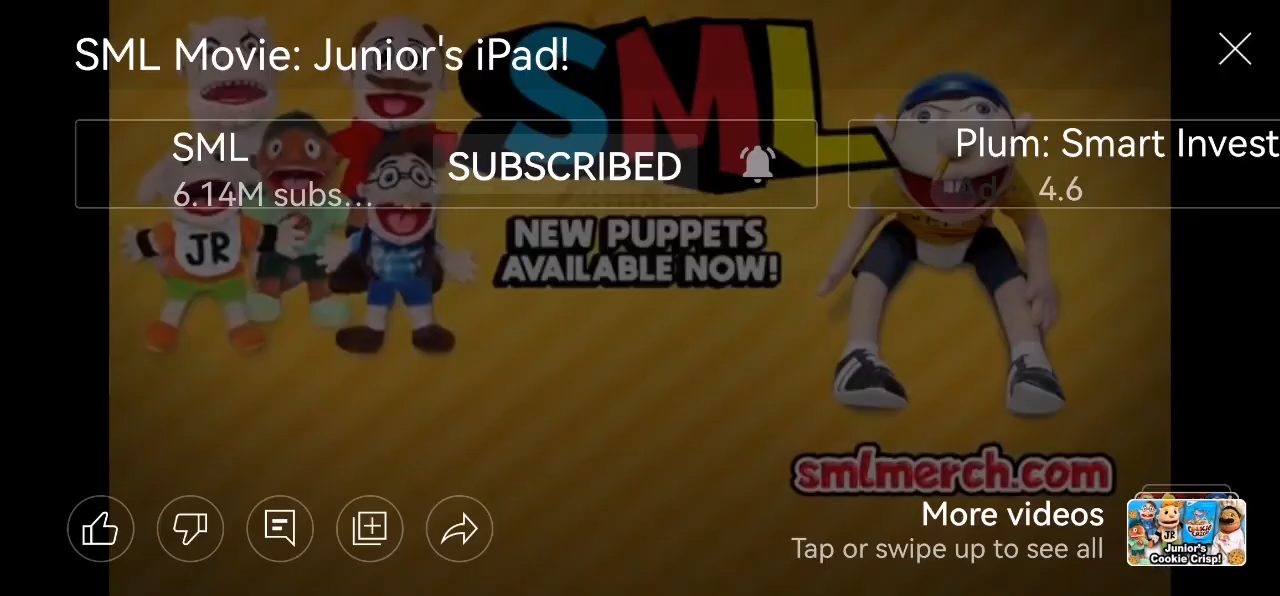 SML Movie: Junior's iPad!
SML
SML
6.14M subs...
SUBSCRIBED
Plum: Smart Invest
Ad
4.6
JR
NEW PUPPETS
AVAILABLE NOW!
smlmerch.com
More videos
Tap or swipe up to see all
JR
Junior's
Cookie Crisp!